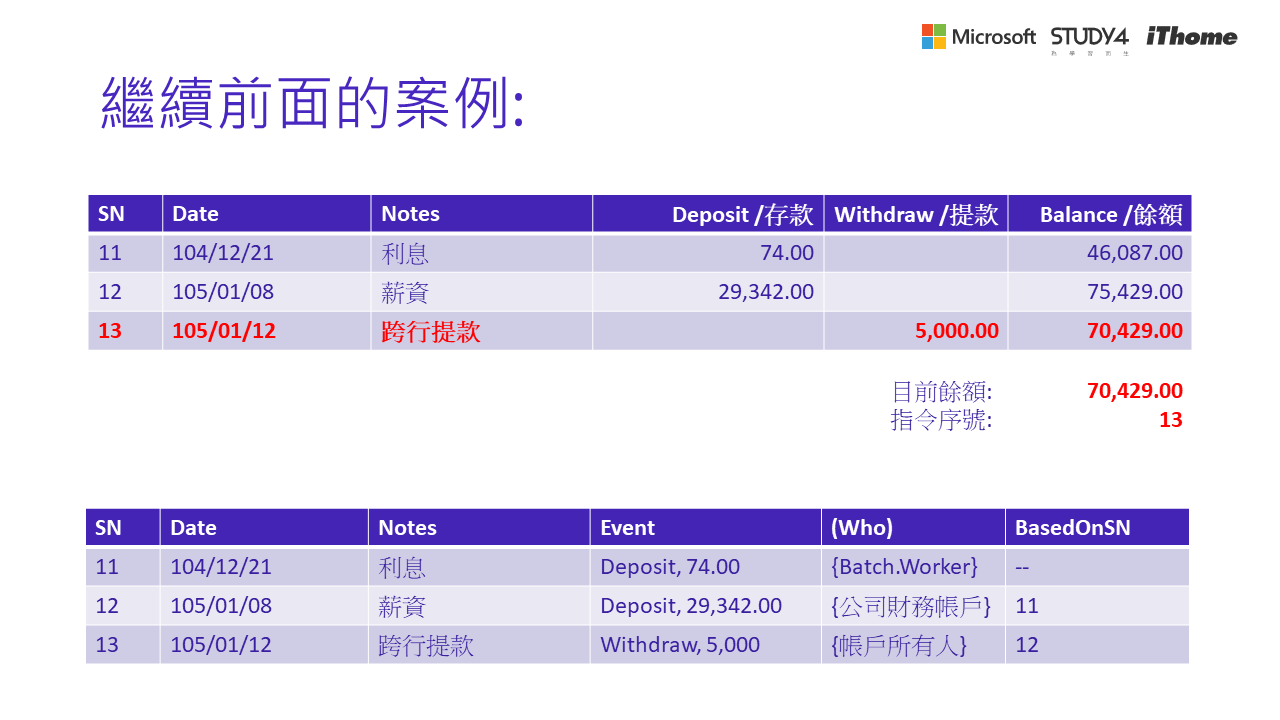 Microsoft STUDY4 iThome
為 學 習 而 生
繼續前面的案例:
SN Date Notes Deposit /存款 Withdraw /提款 Balance /餘額
11 104/12/21 利息 74.00 46,087.00
12 105/01/08 薪資 29,342.00 75,429.00
13 105/01/12 跨行提款 5,000.00 70,429.00
目前餘額: 70,429.00
指令序號: 13
SN Date Notes Event (Who) BasedOnSN
11 104/12/21 利息 Deposit, 74.00 {Batch.Worker} --
12 105/01/08 薪資 Deposit, 29,342.00 {公司財務帳戶} 11
13 105/01/12 跨行提款 Withdraw, 5,000 {帳戶所有人} 12